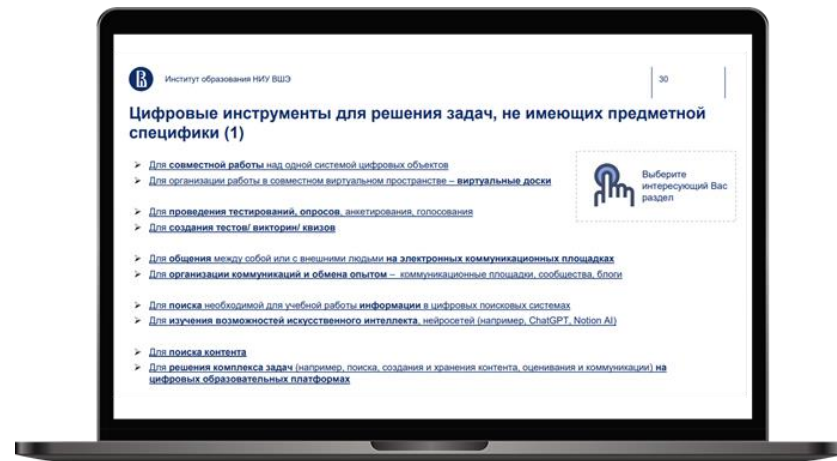 Институт образования НИУ ВШЭ
30
Цифровые инструменты для решения задач, не имеющих предметной
специфики (1)
Для совместной работы над одной системой цифровых объектов
Для организации работы в совместном виртуальном пространстве – виртуальные доски
Выберите
интересующий Вас
раздел
Для проведения тестирований, опросов, анкетирования, голосования
Для создания тестов/ викторин/ квизов
Для общения между собой или с внешними людьми на электронных коммуникационных площадках
Для организации коммуникаций и обмена опытом – коммуникационные площадки, сообщества, блоги
Для поиска необходимой для учебной работы информации в цифровых поисковых системах
Для изучения возможностей искусственного интеллекта, нейросетей (например, ChatGPT, Notion AI)
Для поиска контента
Для решения комплекса задач (например, поиска, создания и хранения контента, оценивания и коммуникации) на
цифровых образовательных платформах